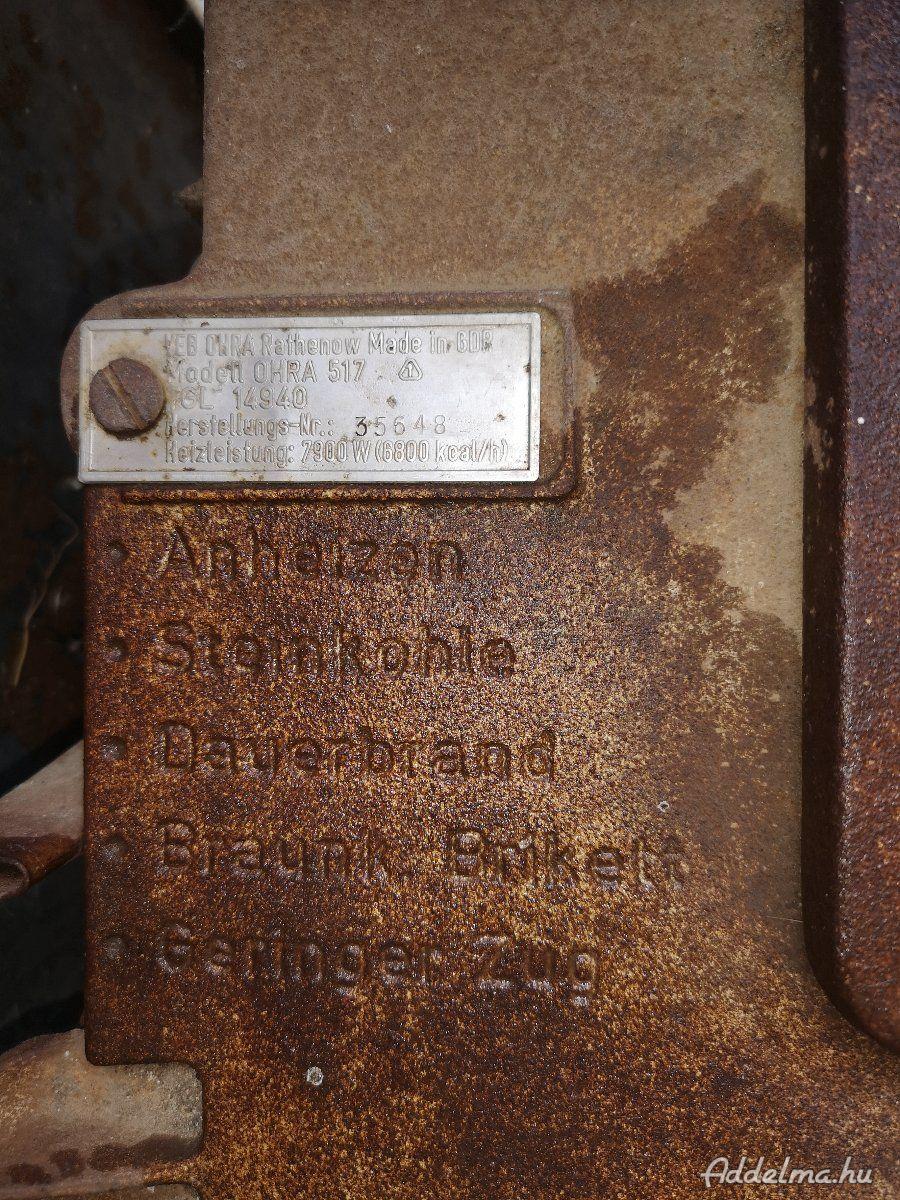 VEB OHRA Rathenow Made in GDR
Modell OHRA 517
TGL 14940
Herstellungs-Nr.: 35648
Heizleistung: 7900 W (6800 kcal/h)
• Anheizen
• Steinkohle
• Dauerbrand
• Braunk. Brikett
• Geringer Zug
Addelma.hu